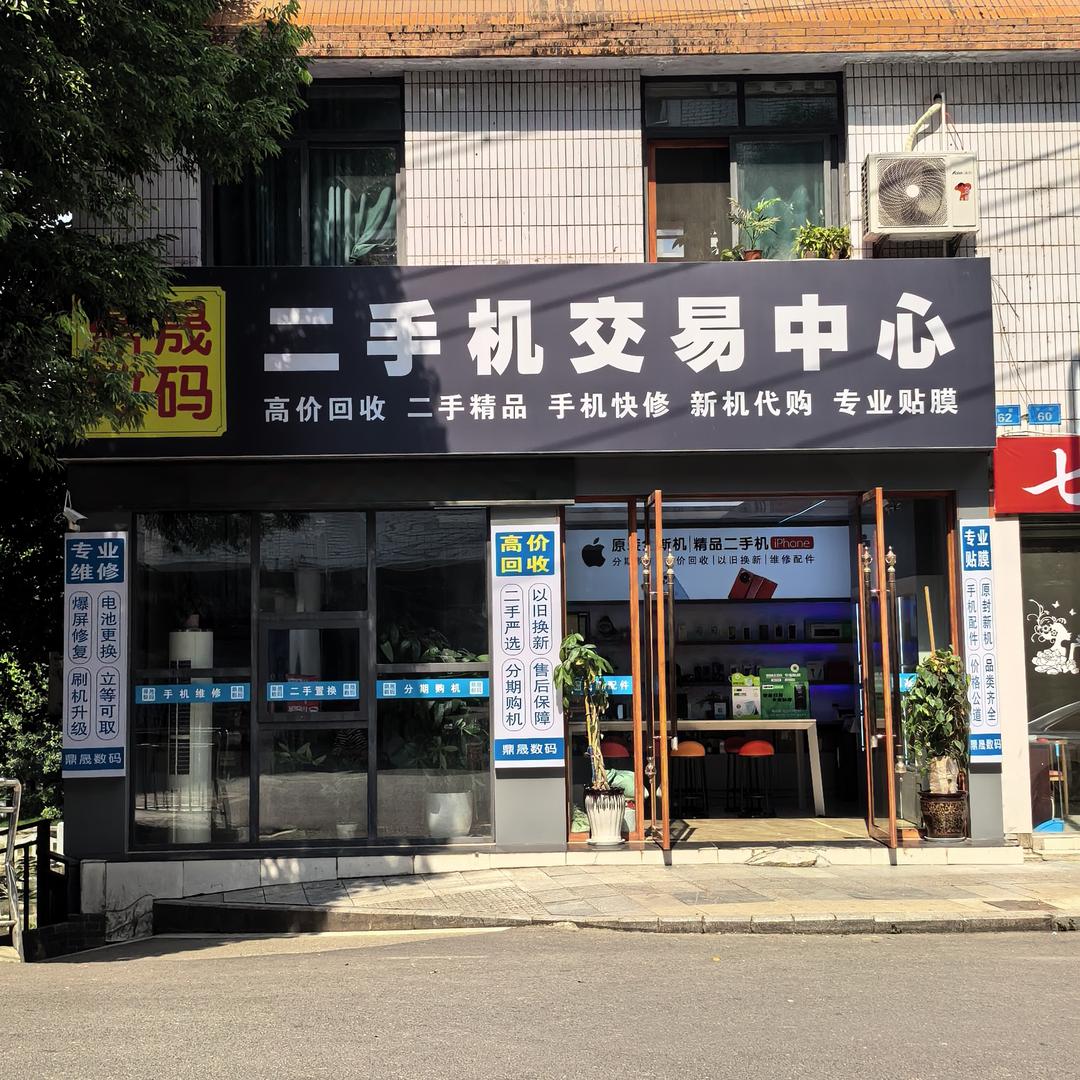 鼎晟
数码
二手机交易中心
高价回收 二手精品 手机快修 新机代购 专业贴膜
62
60
七
专业
维修
爆屏修复
电池更换
刷机升级
立等可取
鼎晟数码
手机维修
二手置换
分期购机
高价
回收
二手严选
以旧换新
分期购机
售后保障
鼎晟数码
新机|精品二手机 iPhone
价回收|以旧换新|维修配件
配件
专业
贴膜
手机配件
原封新机
价格公道
品类齐全
鼎晟数码